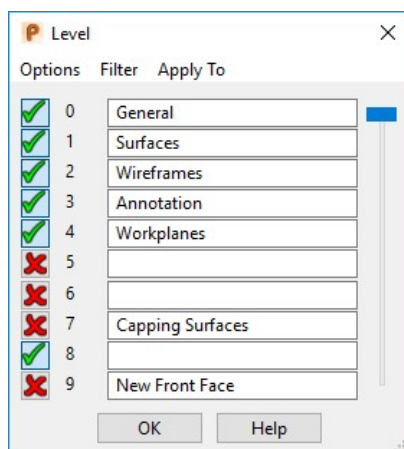 P Level
Options Filter Apply To
0 General
1 Surfaces
2 Wireframes
3 Annotation
4 Workplanes
5
6
7 Capping Surfaces
8
9 New Front Face
OK Help